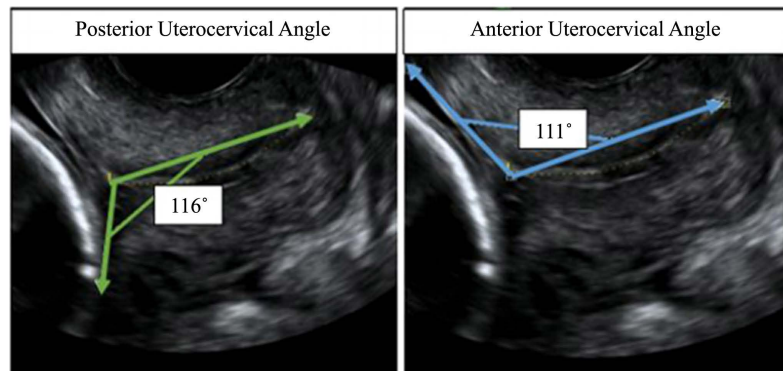 Posterior Uterocervical Angle
Anterior Uterocervical Angle
116˚
111˚